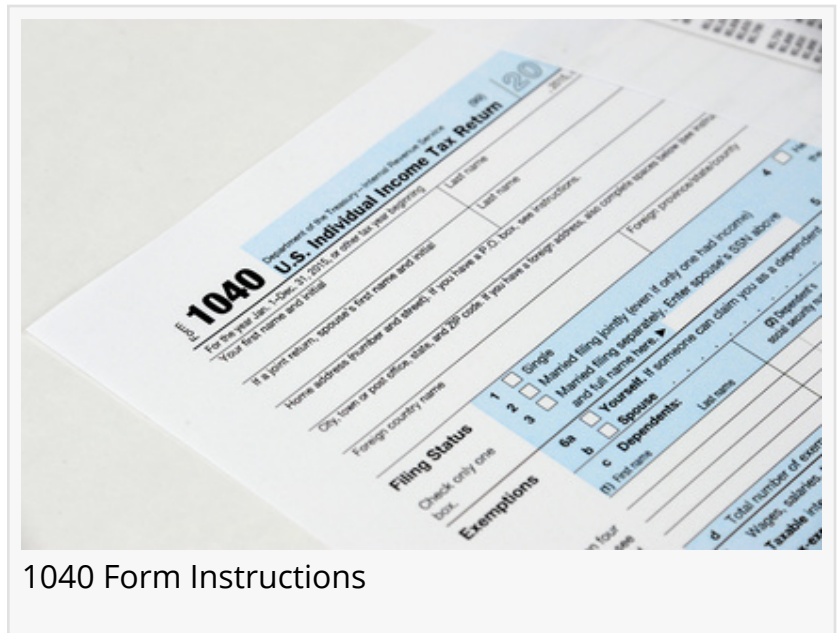 Form 1040
Department of the Treasury—Internal Revenue Service (99)
U.S. Individual Income Tax Return
20
For the year Jan. 1–Dec. 31, 2015, or other tax year beginning
, 2015,
Your first name and initial
Last name
If a joint return, spouse's first name and initial
Last name
Home address (number and street). If you have a P.O. box, see instructions.
City, town or post office, state, and ZIP code. If you have a foreign address, also complete spaces below (see
Foreign country name
Foreign province/state/county
Filing Status
Check only one
box.
1 Single
2 Married filing jointly (even if only one had income)
3 Married filing separately. Enter spouse's SSN above
and full name here. ▶
4
5
Exemptions
6a Yourself. If someone can claim you as a dependent
b Spouse
c Dependents:
(1) First name
Last name
(2) Dependent's
social security
d Total number of
Wages, salaries,
Taxable
four
see
1040 Form Instructions